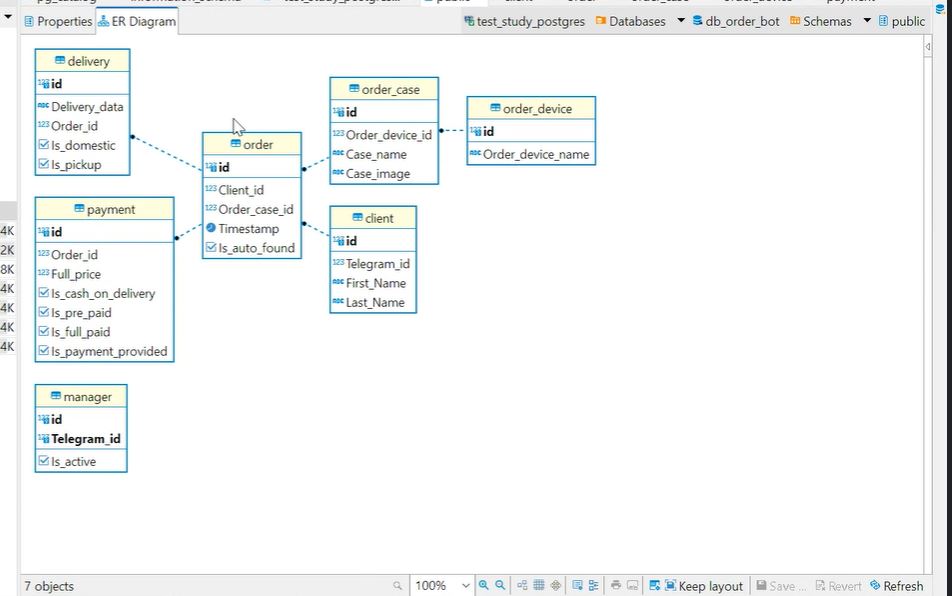 Properties ER Diagram test_study_postgres Databases db_order_bot Schemas public
delivery
id
Delivery_data
Order_id
Is_domestic
Is_pickup
order
id
Client_id
Order_case_id
Timestamp
Is_auto_found
order_case
id
Order_device_id
Case_name
Case_image
order_device
id
Order_device_name
payment
id
Order_id
Full_price
Is_cash_on_delivery
Is_pre_paid
Is_full_paid
Is_payment_provided
client
id
Telegram_id
First_Name
Last_Name
manager
id
Telegram_id
Is_active
4K
2K
8K
4K
4K
4K
4K
7 objects 100% Keep layout Save ... Revert Refresh